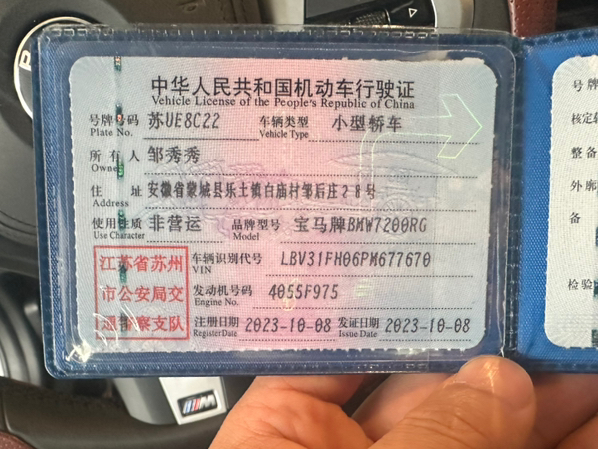 中华人民共和国机动车行驶证
Vehicle License of the People's Republic of China
号牌号码 苏UE8C22 车辆类型 小型轿车
Plate No. Vehicle Type
所有人 邹秀秀
Owner
住址 安徽省蒙城县乐土镇白庙村邹后庄28号
Address
使用性质 非营运 品牌型号 宝马牌BMW7200RG
Use Character Model
江苏省苏州
市公安局交
通警察支队
车辆识别代号 LBV31FH06PM677670
VIN
发动机号码 4055F975
Engine No.
注册日期 2023-10-08 发证日期 2023-10-08
Register Date Issue Date
号牌
核定
整备
外廓
备
检验
M